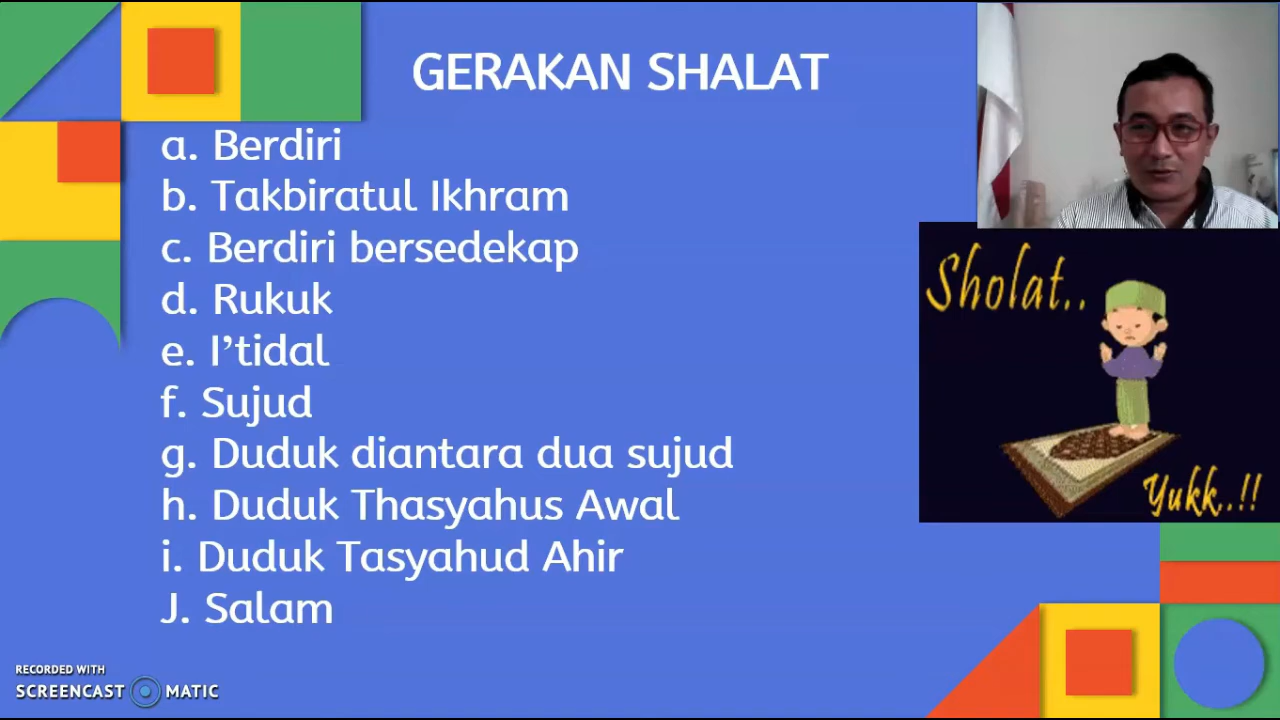 GERAKAN SHALAT
a. Berdiri
b. Takbiratul Ikhram
c. Berdiri bersedekap
d. Rukuk
e. I’tidal
f. Sujud
g. Duduk diantara dua sujud
h. Duduk Thasyahus Awal
i. Duduk Tasyahud Ahir
J. Salam
Sholat..
Yukk..!!
RECORDED WITH
SCREENCAST MATIC